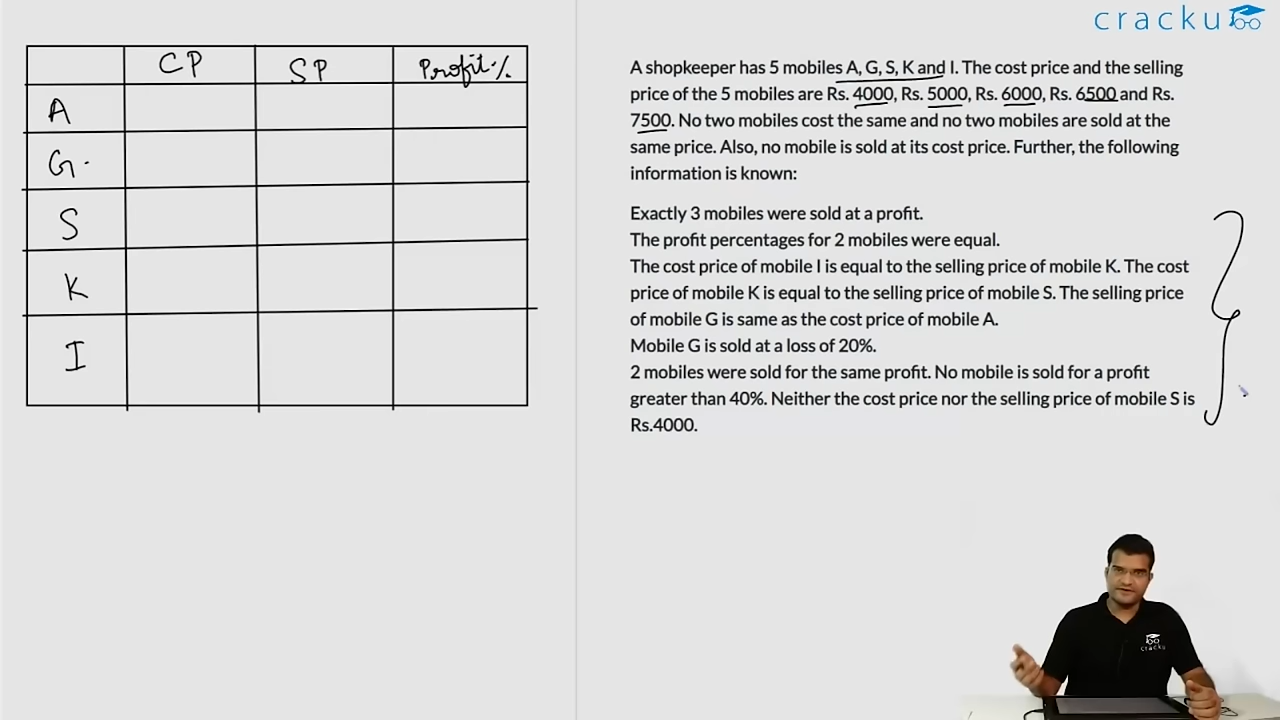 cracku
CP SP Profit%
A
G.
S
K
I
A shopkeeper has 5 mobiles A, G, S, K and I. The cost price and the selling
price of the 5 mobiles are Rs. 4000, Rs. 5000, Rs. 6000, Rs. 6500 and Rs.
7500. No two mobiles cost the same and no two mobiles are sold at the
same price. Also, no mobile is sold at its cost price. Further, the following
information is known:
Exactly 3 mobiles were sold at a profit.
The profit percentages for 2 mobiles were equal.
The cost price of mobile I is equal to the selling price of mobile K. The cost
price of mobile K is equal to the selling price of mobile S. The selling price
of mobile G is same as the cost price of mobile A.
Mobile G is sold at a loss of 20%.
2 mobiles were sold for the same profit. No mobile is sold for a profit
greater than 40%. Neither the cost price nor the selling price of mobile S is
Rs.4000.
cracku